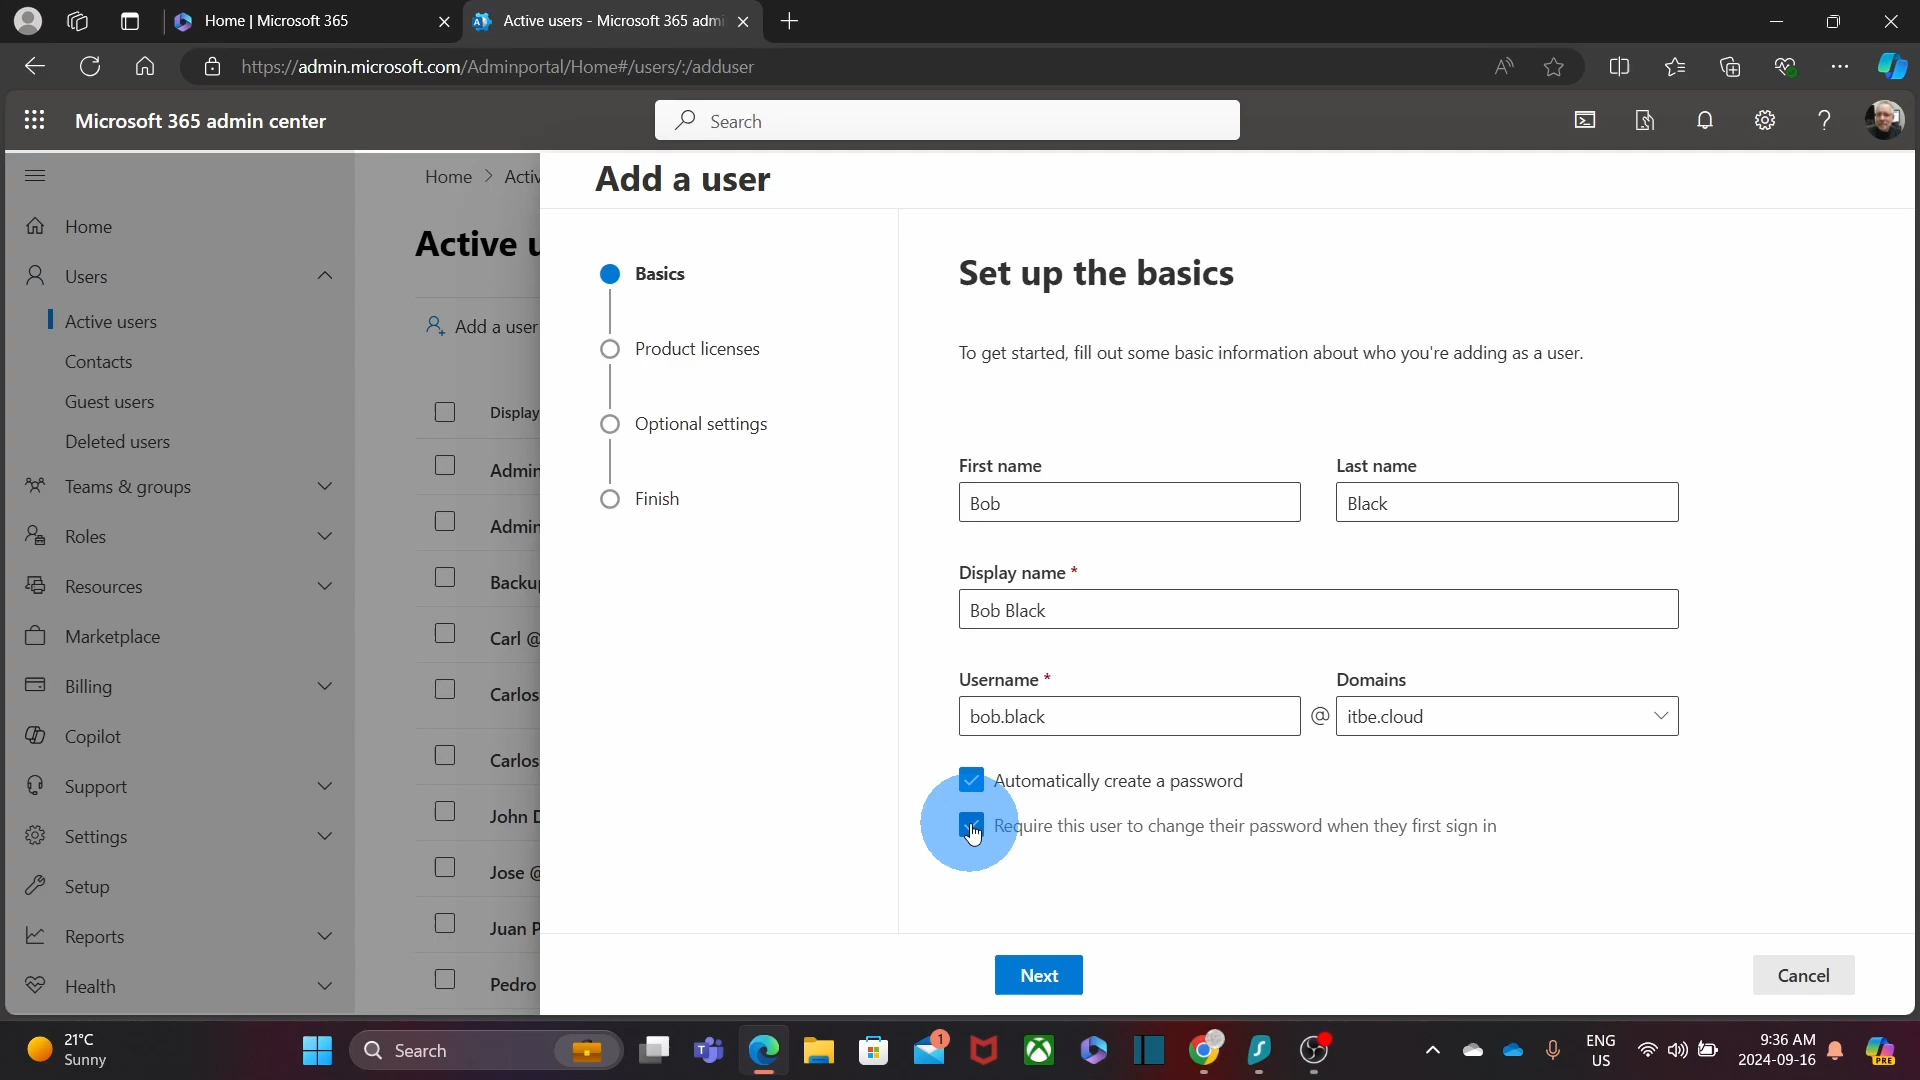 Home | Microsoft 365
Active users - Microsoft 365 admi
https://admin.microsoft.com/Adminportal/Home#/users/:/adduser
Microsoft 365 admin center
Search
Home
Users
Active users
Contacts
Guest users
Deleted users
Teams & groups
Roles
Resources
Marketplace
Billing
Copilot
Support
Settings
Setup
Reports
Health
Home > Activ
Active u
Add a user
Display
Admin
Admin
Backup
Carl @
Carlos
Carlos
John D
Jose @
Juan P
Pedro
Add a user
Basics
Product licenses
Optional settings
Finish
Set up the basics
To get started, fill out some basic information about who you're adding as a user.
First name
Last name
Bob
Black
Display name *
Bob Black
Username *
Domains
bob.black
@
itbe.cloud
Automatically create a password
Require this user to change their password when they first sign in
Next
Cancel
21°C
Sunny
Search
1
ENG
US
9:36 AM
2024-09-16
PRE